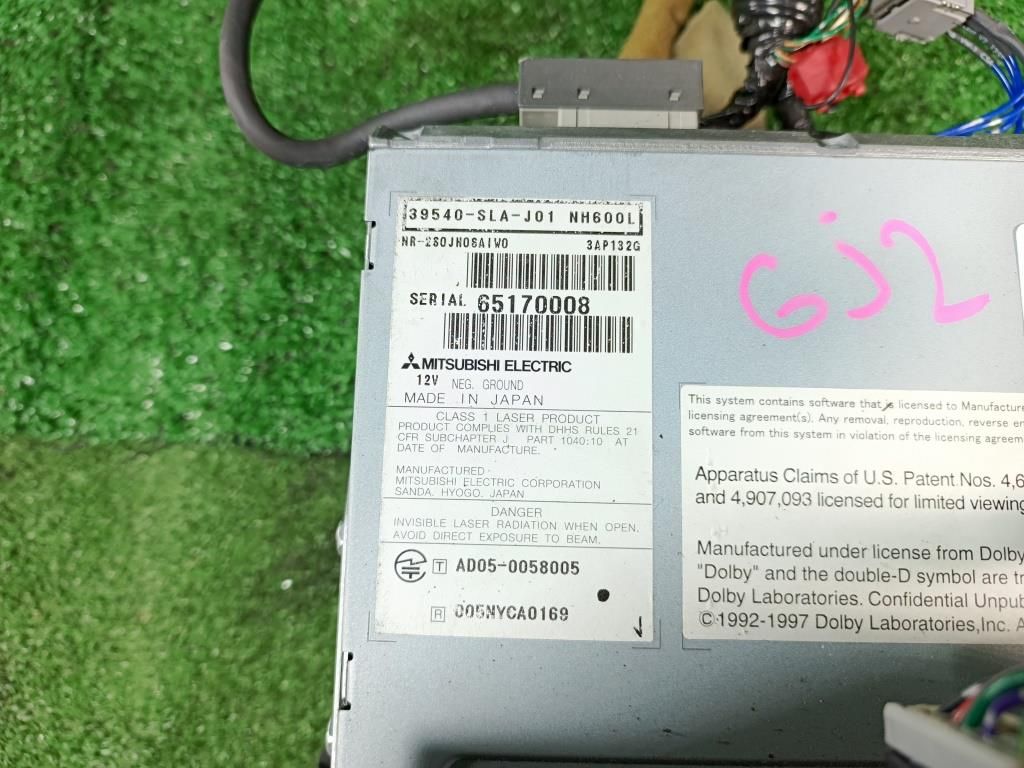 39540-SLA-J01 NH600L
NR-280JH08AIW0 3AP132G
SERIAL 65170008
MITSUBISHI ELECTRIC
12V NEG. GROUND
MADE IN JAPAN
CLASS 1 LASER PRODUCT
PRODUCT COMPLIES WITH DHHS RULES 21
CFR SUBCHAPTER J PART 1040:10 AT
DATE OF MANUFACTURE.
MANUFACTURED:
MITSUBISHI ELECTRIC CORPORATION
SANDA. HYOGO. JAPAN
DANGER
INVISIBLE LASER RADIATION WHEN OPEN.
AVOID DIRECT EXPOSURE TO BEAM.
T AD05-0058005
R 005NYCA0169
GJ2
This system contains software that is licensed to Manufacture
licensing agreement(s). Any removal, reproduction, reverse en
software from this system in violation of the licensing agreem
Apparatus Claims of U.S. Patent Nos. 4,6
and 4,907,093 licensed for limited viewing
Manufactured under license from Dolby
"Dolby" and the double-D symbol are tr
Dolby Laboratories. Confidential Unpub
©1992-1997 Dolby Laboratories,Inc. A